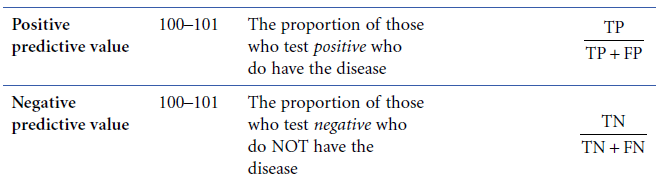 Positive 100–101 The proportion of those TP
predictive value who test positive who TP + FP
do have the disease
Negative 100–101 The proportion of those
predictive value who test negative who TN
do NOT have the TN + FN
disease